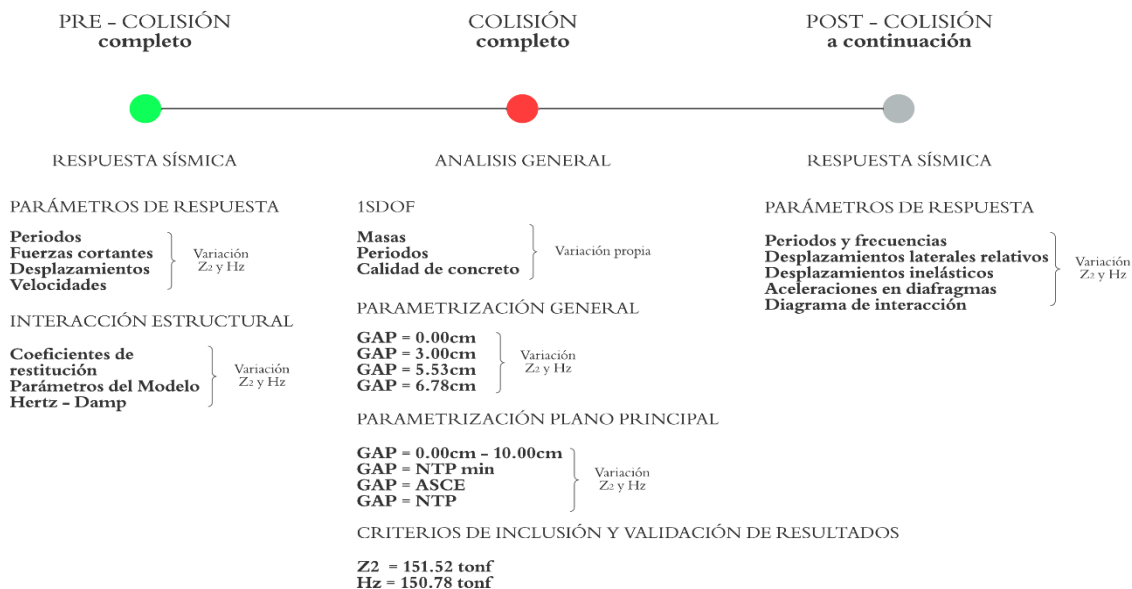 PRE - COLISIÓN
completo
COLISIÓN
completo
POST - COLISIÓN
a continuación
RESPUESTA SÍSMICA
PARÁMETROS DE RESPUESTA
Periodos
Fuerzas cortantes
Desplazamientos
Velocidades
Variación
Z2 y Hz
INTERACCIÓN ESTRUCTURAL
Coeficientes de
restitución
Parámetros del Modelo
Hertz - Damp
Variación
Z2 y Hz
ANALISIS GENERAL
1SDOF
Masas
Periodos
Calidad de concreto
Variación propia
PARAMETRIZACIÓN GENERAL
GAP = 0.00cm
GAP = 3.00cm
GAP = 5.53cm
GAP = 6.78cm
Variación
Z2 y Hz
PARAMETRIZACIÓN PLANO PRINCIPAL
GAP = 0.00cm - 10.00cm
GAP = NTP min
GAP = ASCE
GAP = NTP
Variación
Z2 y Hz
CRITERIOS DE INCLUSIÓN Y VALIDACIÓN DE RESULTADOS
Z2 = 151.52 tonf
Hz = 150.78 tonf
RESPUESTA SÍSMICA
PARÁMETROS DE RESPUESTA
Periodos y frecuencias
Desplazamientos laterales relativos
Desplazamientos inelásticos
Aceleraciones en diafragmas
Diagrama de interacción
Variación
Z2 y Hz